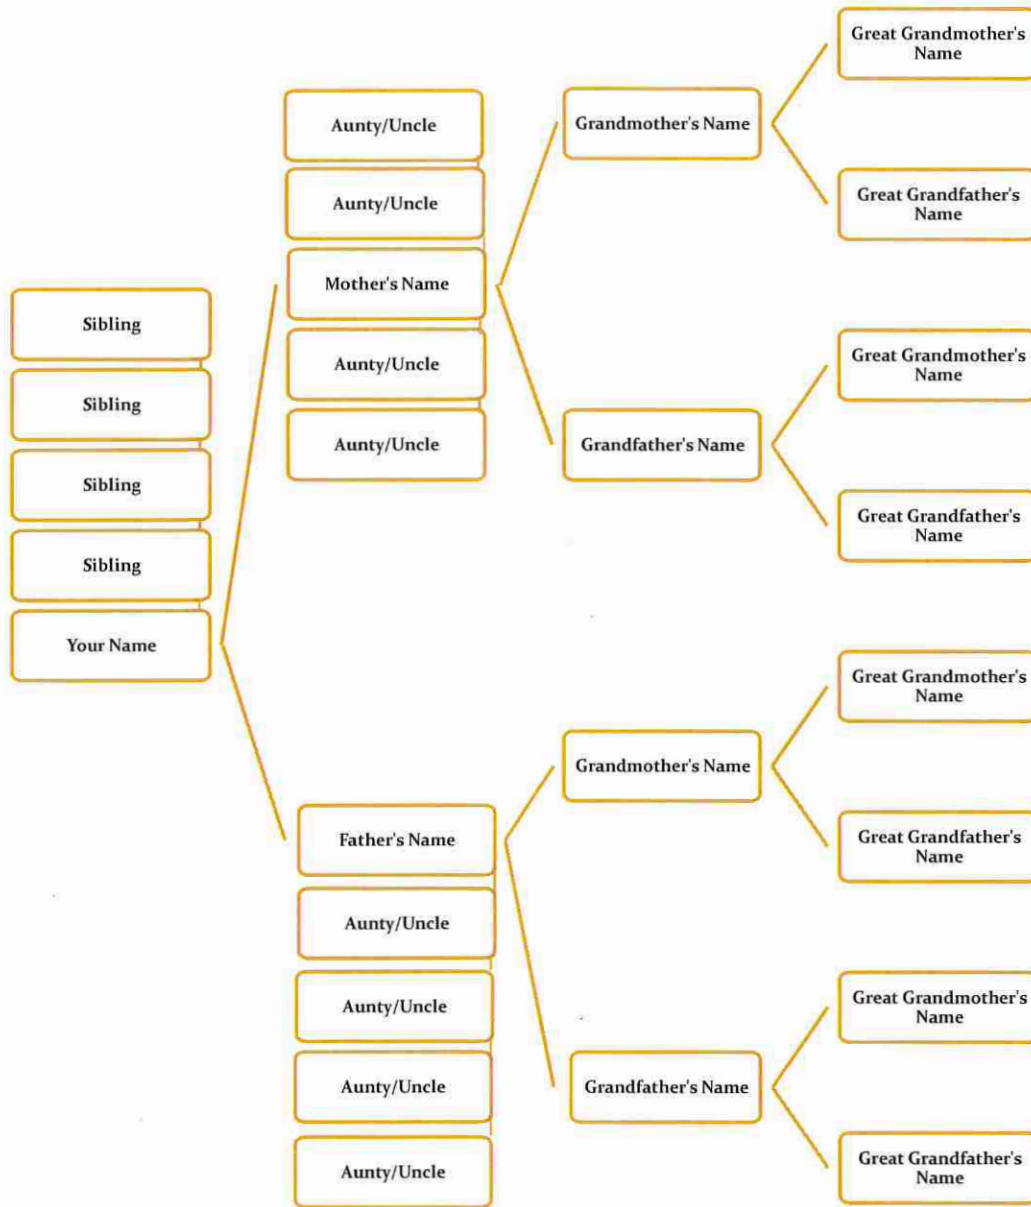 Sibling
Sibling
Sibling
Sibling
Your Name
Aunty/Uncle
Aunty/Uncle
Mother's Name
Aunty/Uncle
Aunty/Uncle
Father's Name
Aunty/Uncle
Aunty/Uncle
Aunty/Uncle
Aunty/Uncle
Grandmother's Name
Grandfather's Name
Grandmother's Name
Grandfather's Name
Great Grandmother's
Name
Great Grandfather's
Name
Great Grandmother's
Name
Great Grandfather's
Name
Great Grandmother's
Name
Great Grandfather's
Name
Great Grandmother's
Name
Great Grandfather's
Name